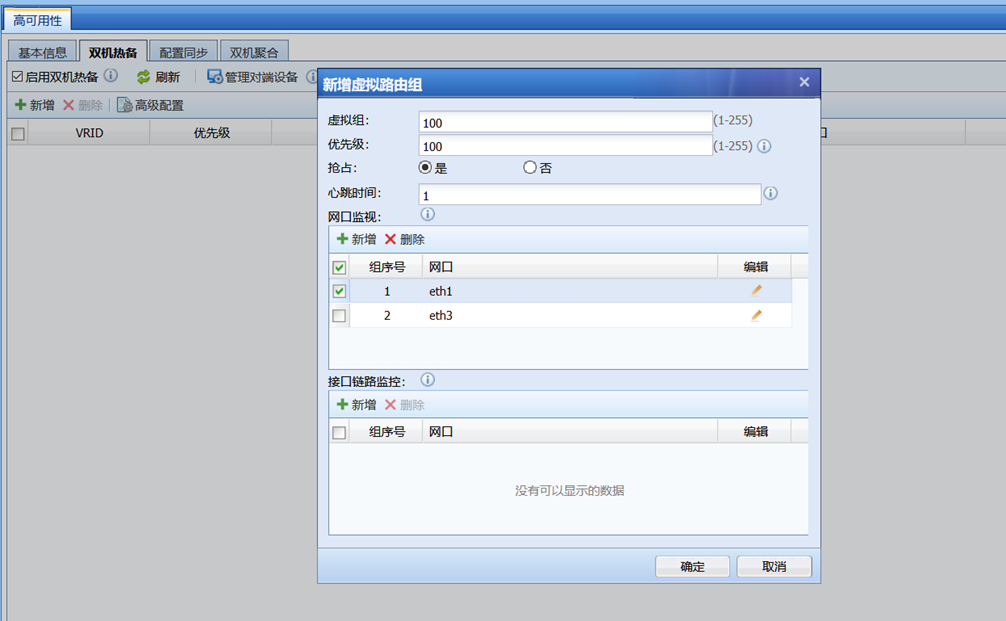 高可用性
基本信息 双机热备 配置同步 双机聚合
启用双机热备 刷新 管理对端设备
新增 删除 高级配置
VRID 优先级 口
新增虚拟路由组
虚拟组: 100 (1-255)
优先级: 100 (1-255)
抢占: 是 否
心跳时间: 1
网口监视:
新增 删除
组序号 网口 编辑
1 eth1
2 eth3
接口链路监控:
新增 删除
组序号 网口 编辑
没有可以显示的数据
确定 取消